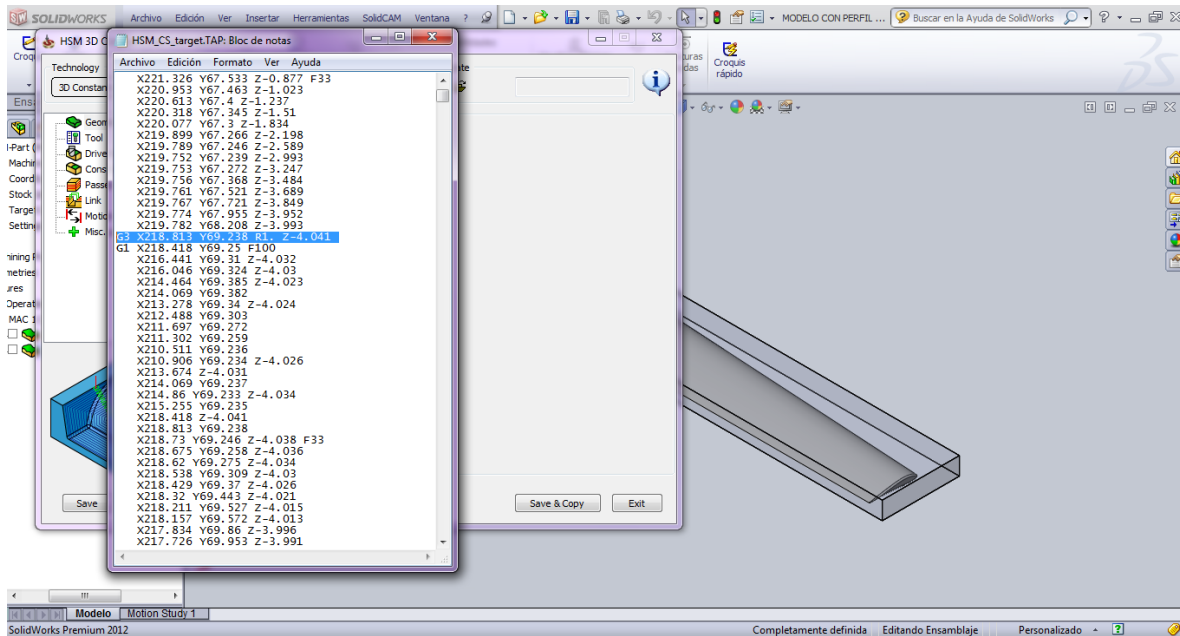 SOLIDWORKS Archivo Edición Ver Insertar Herramientas SolidCAM Ventana ? MODELO CON PERFIL ... Buscar en la Ayuda de SolidWorks
HSM 3D C
HSM_CS_target.TAP: Bloc de notas
Archivo Edición Formato Ver Ayuda
Technology
3D Constan
Croquis
rápido
Geom
Tool
Drive
Cons
Passe
Link
Motio
Misc.
I-Part (
Machin
Coord
Stock
Target
Setting
MAC 1
X221.326 Y67.533 Z-0.877 F33
X220.953 Y67.463 Z-1.023
X220.613 Y67.4 Z-1.237
X220.318 Y67.345 Z-1.51
X220.077 Y67.3 Z-1.834
X219.899 Y67.266 Z-2.198
X219.789 Y67.246 Z-2.589
X219.752 Y67.239 Z-2.993
X219.753 Y67.272 Z-3.247
X219.756 Y67.368 Z-3.484
X219.761 Y67.521 Z-3.689
X219.767 Y67.721 Z-3.849
X219.774 Y67.955 Z-3.952
X219.782 Y68.208 Z-3.993
G3 X218.813 Y69.238 R1. Z-4.041
G1 X218.418 Y69.25 F100
X216.441 Y69.31 Z-4.032
X216.046 Y69.324 Z-4.03
X214.464 Y69.385 Z-4.023
X214.069 Y69.382
X213.278 Y69.34 Z-4.024
X212.488 Y69.303
X211.697 Y69.272
X211.302 Y69.259
X210.511 Y69.236
X210.906 Y69.234 Z-4.026
X213.674 Z-4.031
X214.069 Y69.237
X214.86 Y69.233 Z-4.034
X215.255 Y69.235
X218.418 Z-4.041
X218.813 Y69.238
X218.73 Y69.246 Z-4.038 F33
X218.675 Y69.258 Z-4.036
X218.62 Y69.275 Z-4.034
X218.538 Y69.309 Z-4.03
X218.429 Y69.37 Z-4.026
X218.32 Y69.443 Z-4.021
X218.211 Y69.527 Z-4.015
X218.157 Y69.572 Z-4.013
X217.834 Y69.86 Z-3.996
X217.726 Y69.953 Z-3.991
Save
Save & Copy
Exit
Modelo Motion Study 1
SolidWorks Premium 2012
Completamente definida Editando Ensamblaje Personalizado